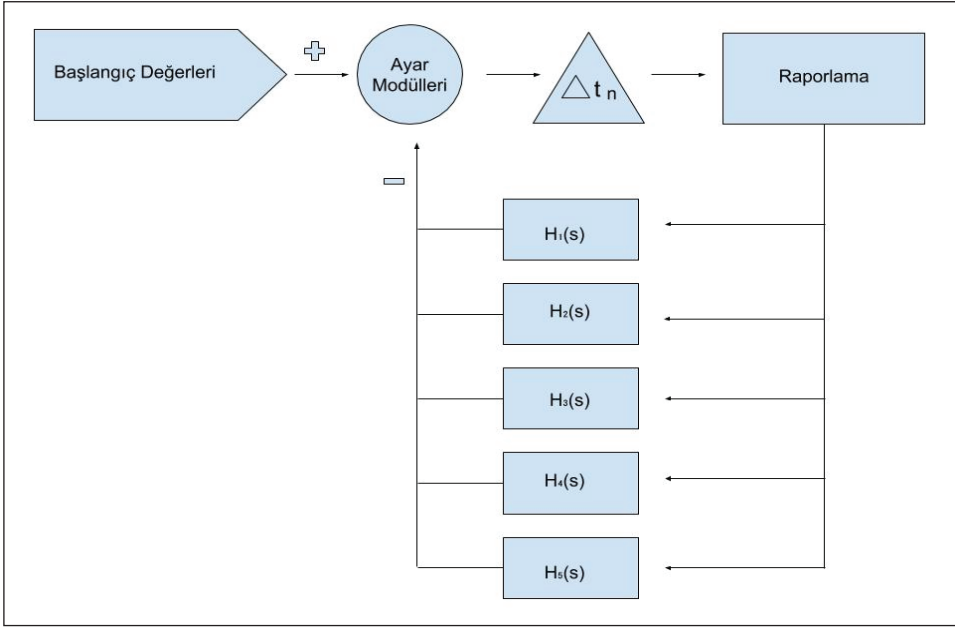 Başlangıç Değerleri
Ayar
Modülleri
△ t n
Raporlama
H₁(s)
H₂(s)
H₃(s)
H₄(s)
H₅(s)